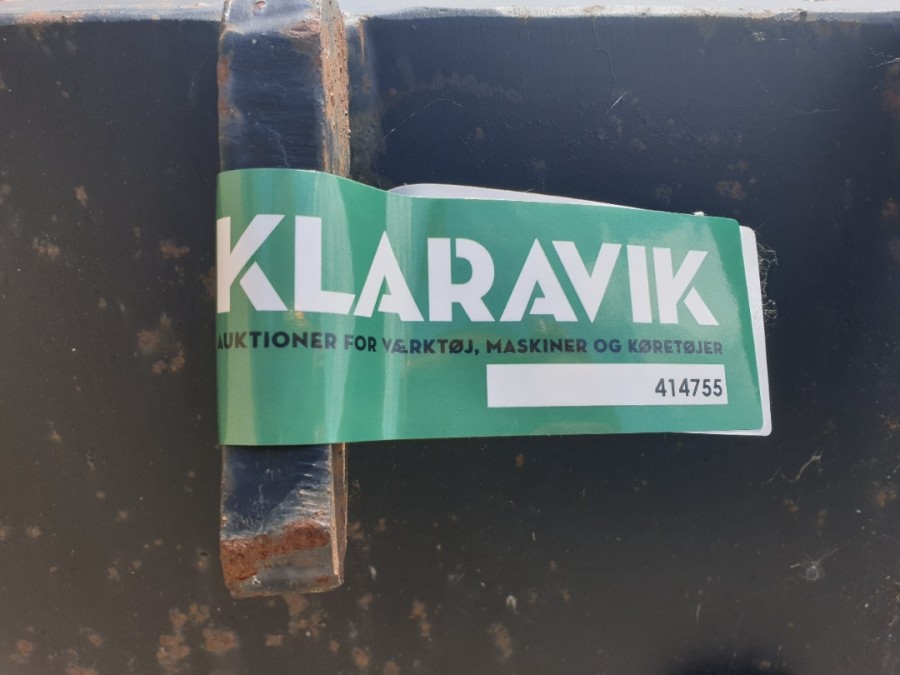 KLARAVIK
AUKTIONER FOR VÆRKTØJ, MASKINER OG KØRETØJER
414755